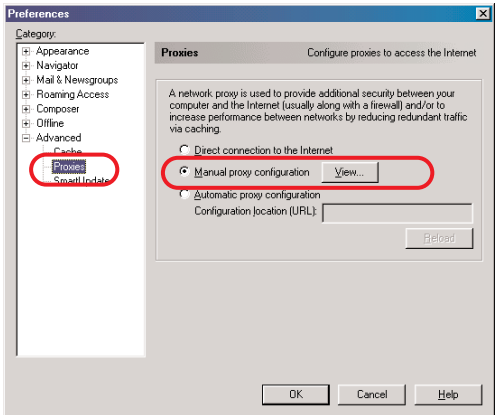 Preferences
Category:
Appearance
Navigator
Mail & Newsgroups
Roaming Access
Composer
Offline
Advanced
Cache
Proxies
SmartUpdate
Proxies Configure proxies to access the Internet
A network proxy is used to provide additional security between your
computer and the Internet (usually along with a firewall) and/or to
increase performance between networks by reducing redundant traffic
via caching.
Direct connection to the Internet
Manual proxy configuration View...
Automatic proxy configuration
Configuration location (URL):
Reload
OK Cancel Help